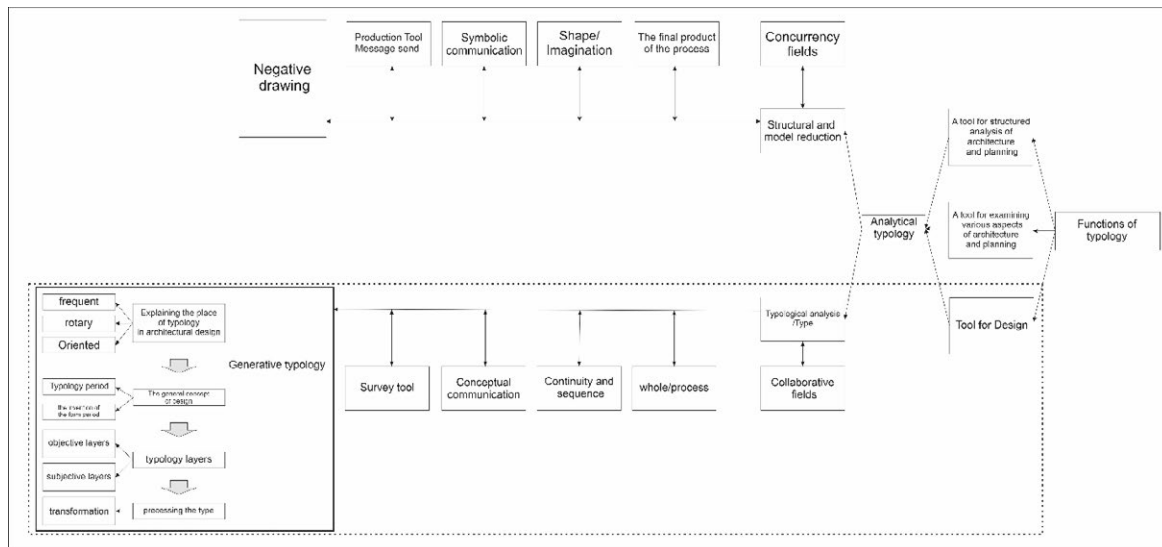 Negative
drawing
Production Tool
Message send
Symbolic
communication
Shape/
Imagination
The final product
of the process
Concurrency
fields
Structural and
model reduction
A tool for structured
analysis of
architecture
and planning
Analytical
typology
A tool for examining
various aspects
of architecture
and planning
Functions of
typology
frequent
rotary
Oriented
Explaining the place
of typology
in architectural design
Generative typology
Typological analysis
/Type
Tool for Design
Typology period
the form period
The general concept
of design
Survey tool
Conceptual
communication
Continuity and
sequence
whole/process
Collaborative
fields
objective layers
subjective layers
typology layers
transformation
processing the type